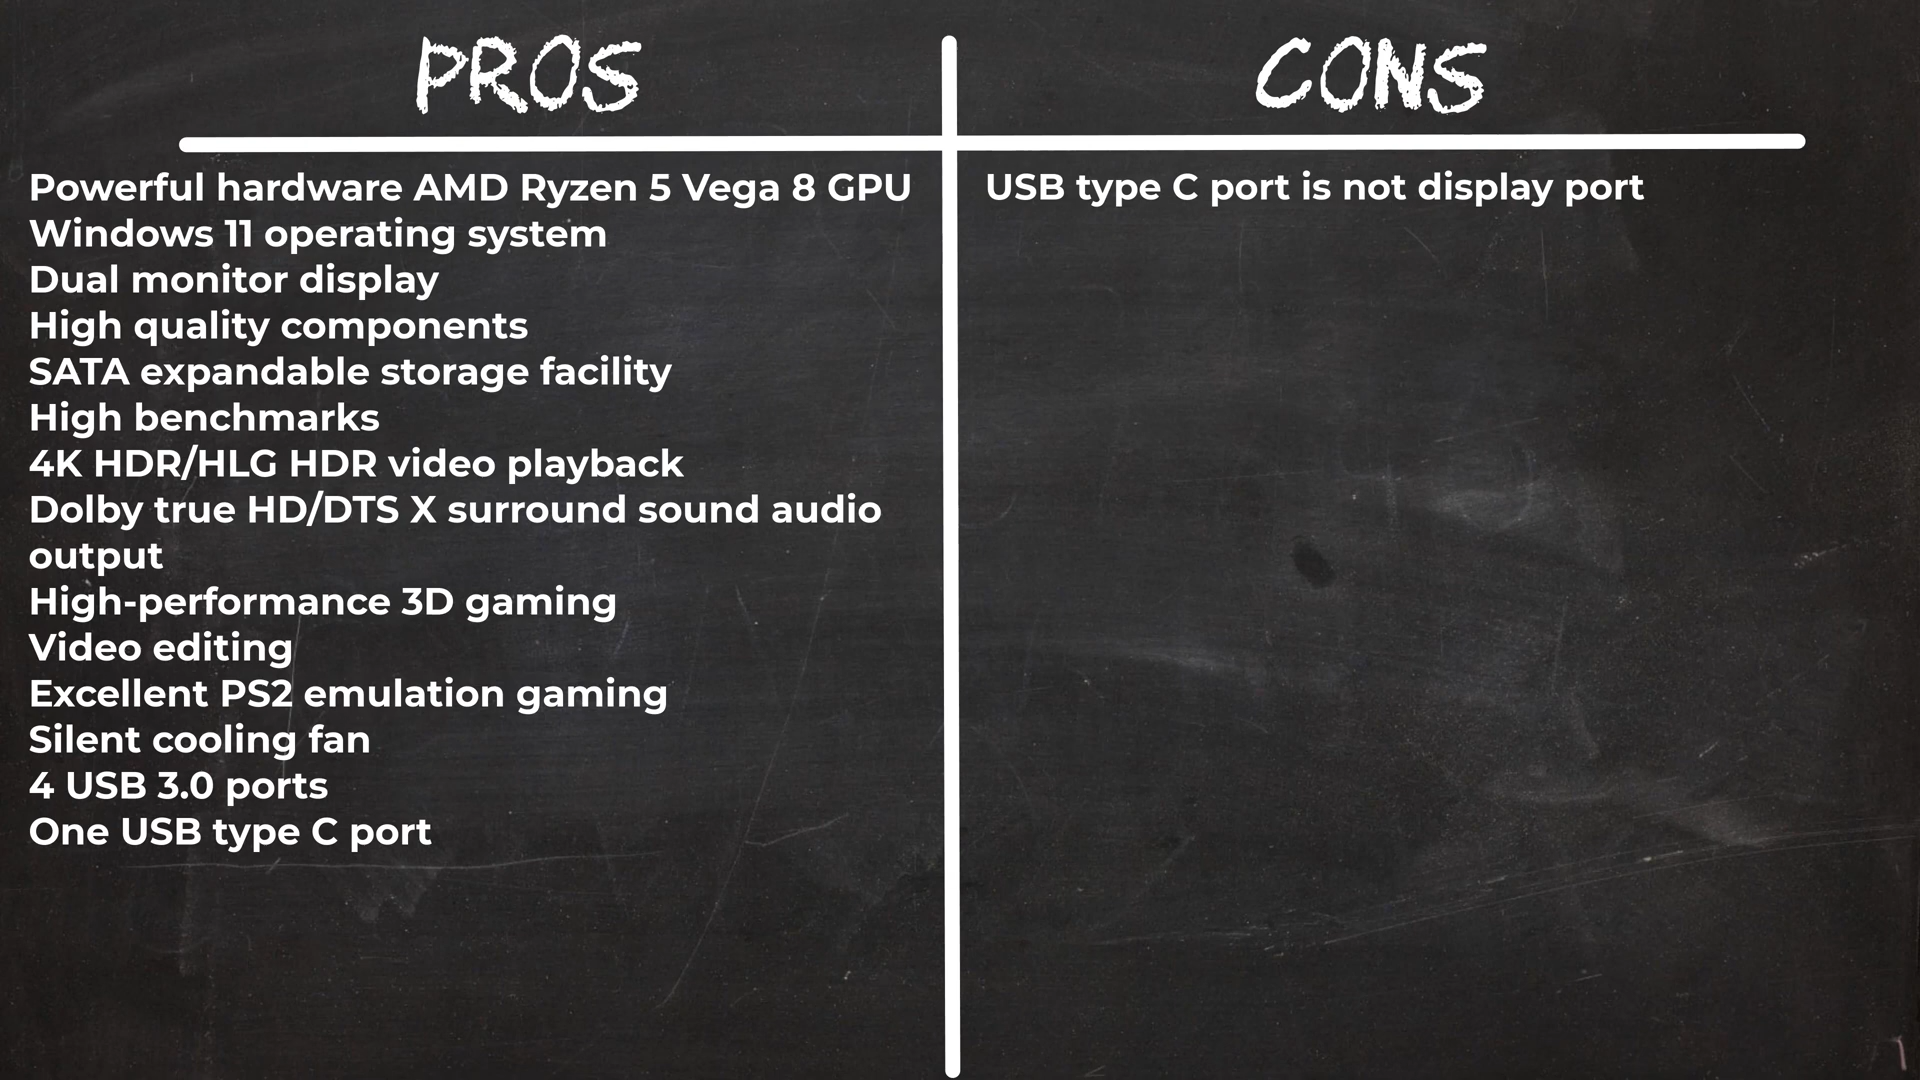 PROS
CONS
Powerful hardware AMD Ryzen 5 Vega 8 GPU
Windows 11 operating system
Dual monitor display
High quality components
SATA expandable storage facility
High benchmarks
4K HDR/HLG HDR video playback
Dolby true HD/DTS X surround sound audio
output
High-performance 3D gaming
Video editing
Excellent PS2 emulation gaming
Silent cooling fan
4 USB 3.0 ports
One USB type C port
USB type C port is not display port